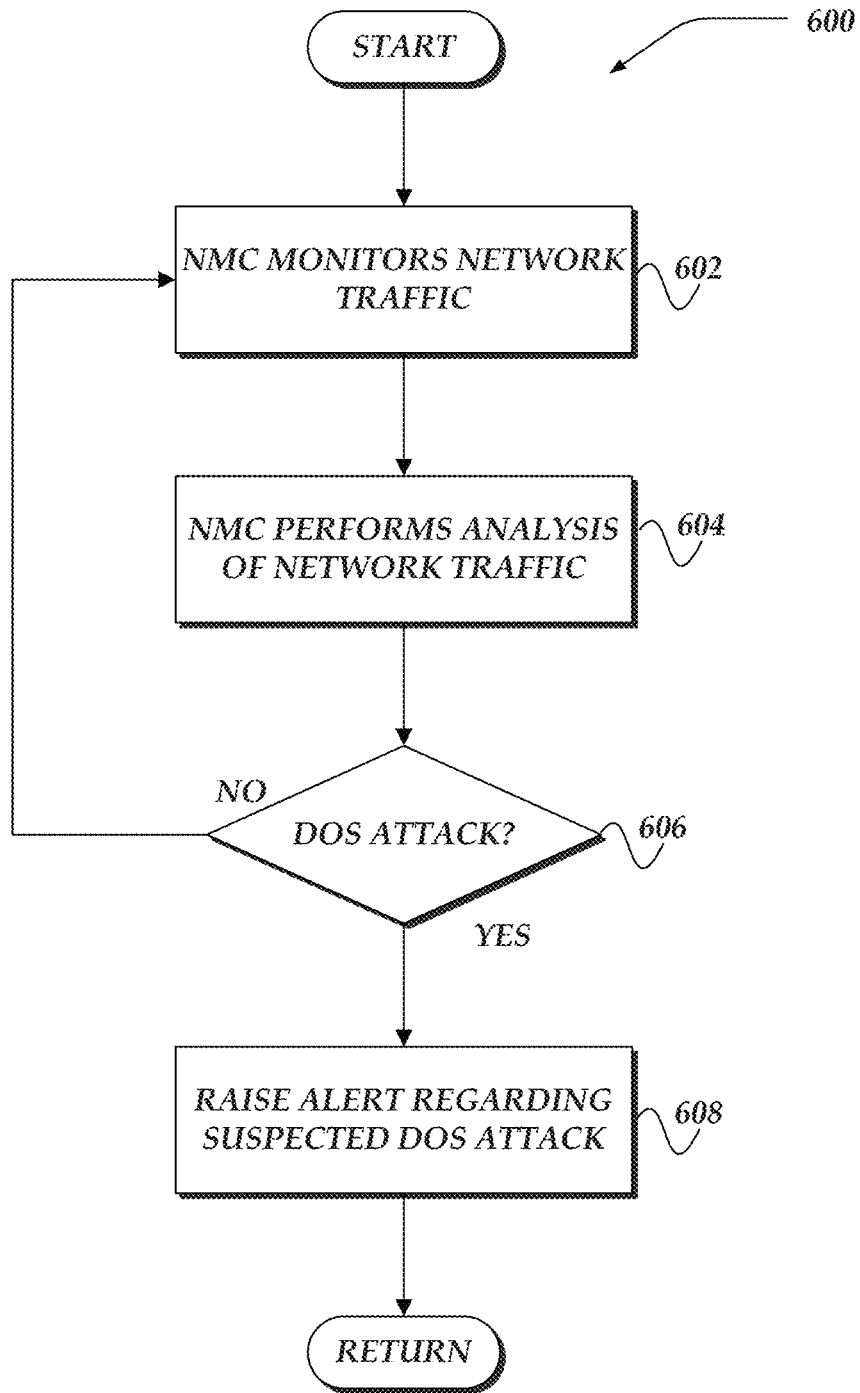 START
600
NMC MONITORS NETWORK
TRAFFIC
602
NMC PERFORMS ANALYSIS
OF NETWORK TRAFFIC
604
NO
DOS ATTACK?
606
YES
RAISE ALERT REGARDING
SUSPECTED DOS ATTACK
608
RETURN